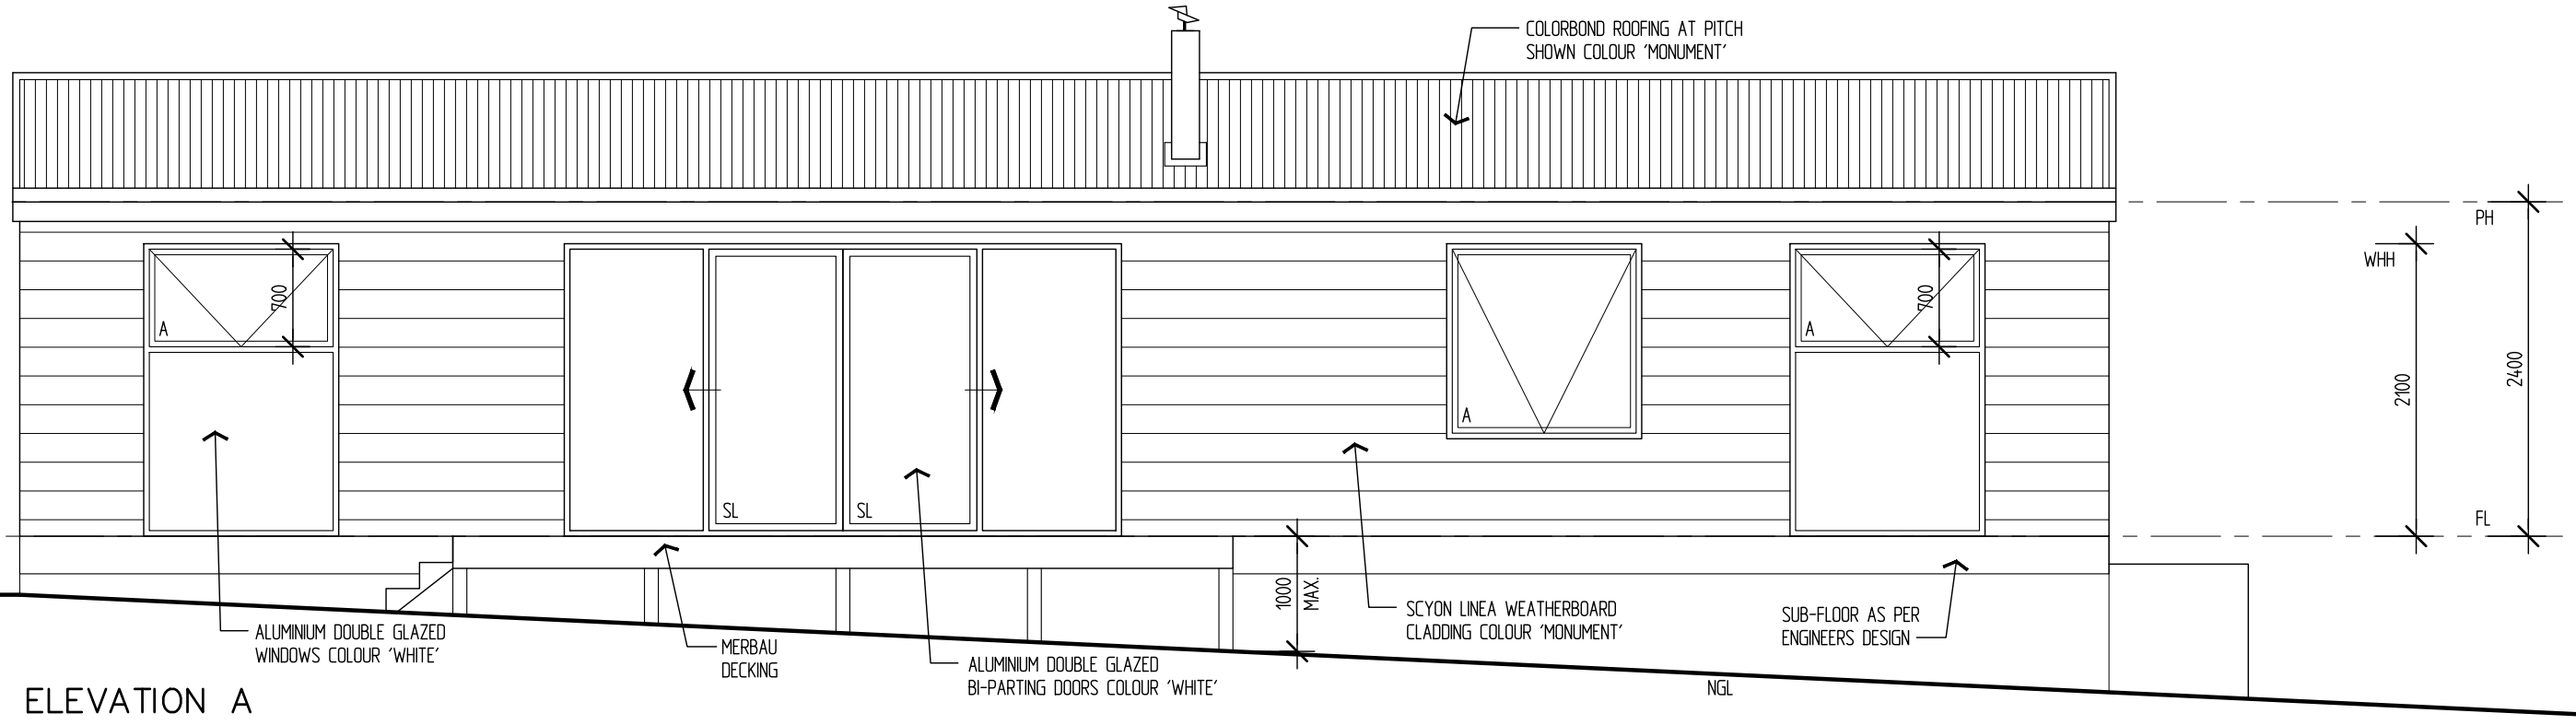 COLORBOND ROOFING AT PITCH
SHOWN COLOUR 'MONUMENT'
PH
WHH
700
700
A
A
A
2100
2400
SL
SL
FL
1000
MAX.
ALUMINIUM DOUBLE GLAZED
WINDOWS COLOUR 'WHITE'
MERBAU
DECKING
ALUMINIUM DOUBLE GLAZED
BI-PARTING DOORS COLOUR 'WHITE'
SCYON LINEA WEATHERBOARD
CLADDING COLOUR 'MONUMENT'
SUB-FLOOR AS PER
ENGINEERS DESIGN
NGL
ELEVATION A